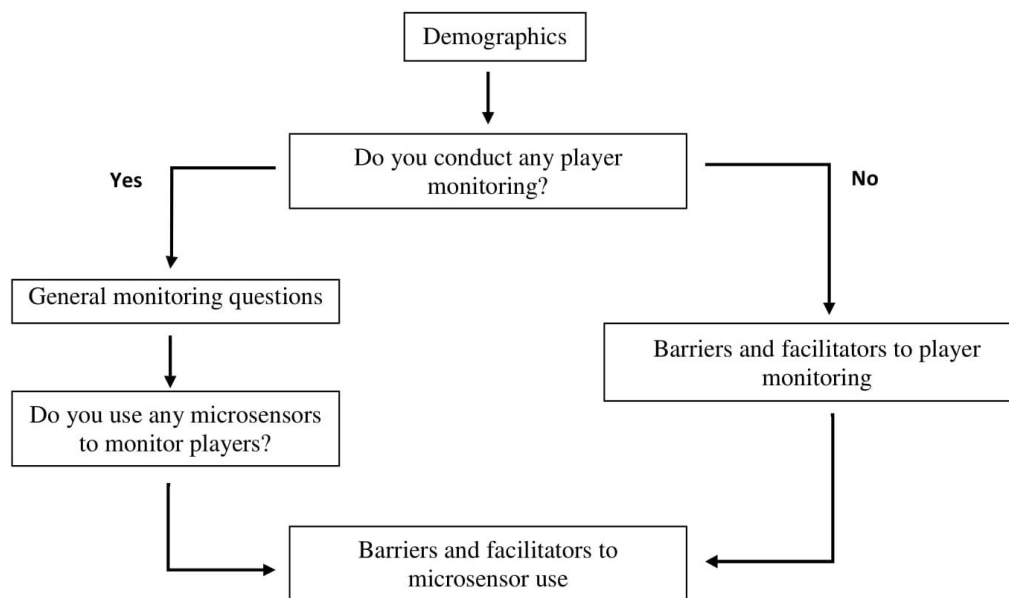 Demographics
Do you conduct any player
monitoring?
Yes
No
General monitoring questions
Barriers and facilitators to player
monitoring
Do you use any microsensors
to monitor players?
Barriers and facilitators to
microsensor use